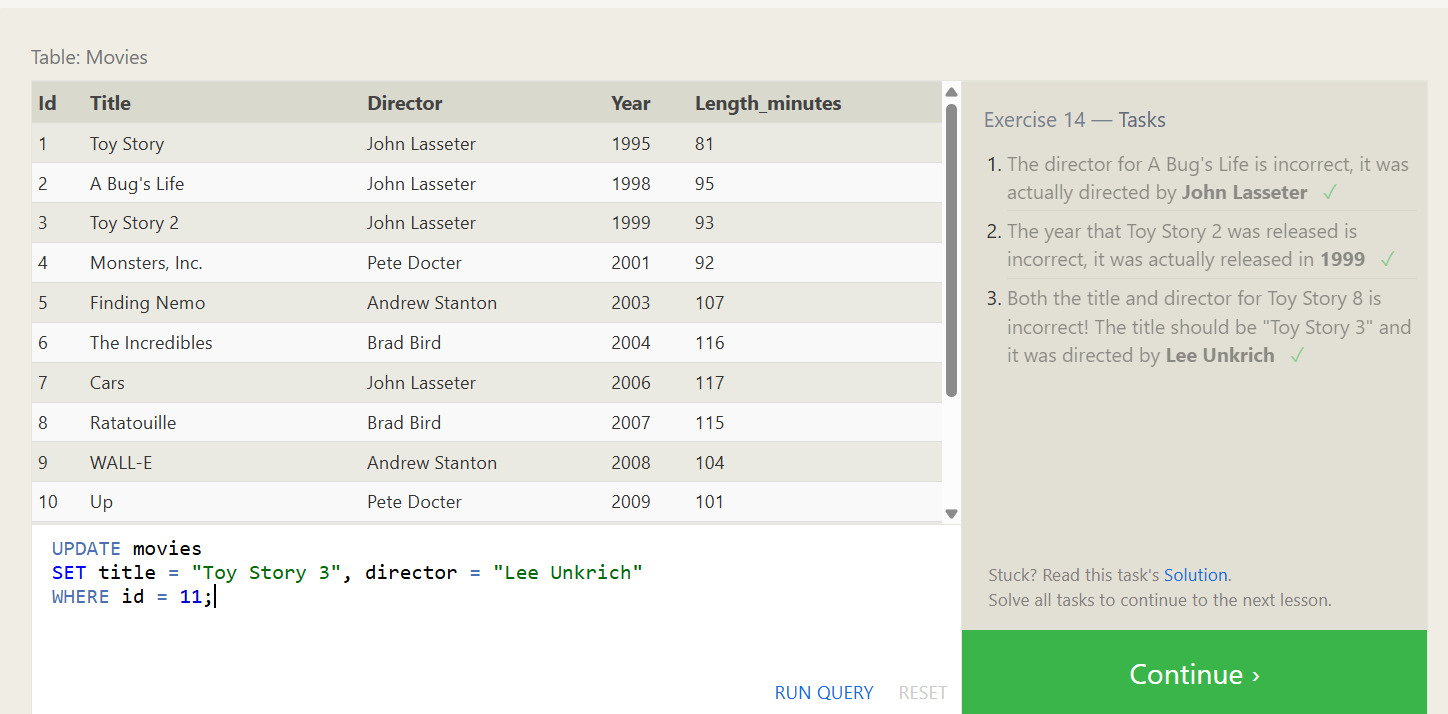 Table: Movies
Id Title Director Year Length_minutes
1 Toy Story John Lasseter 1995 81
2 A Bug's Life John Lasseter 1998 95
3 Toy Story 2 John Lasseter 1999 93
4 Monsters, Inc. Pete Docter 2001 92
5 Finding Nemo Andrew Stanton 2003 107
6 The Incredibles Brad Bird 2004 116
7 Cars John Lasseter 2006 117
8 Ratatouille Brad Bird 2007 115
9 WALL-E Andrew Stanton 2008 104
10 Up Pete Docter 2009 101
UPDATE movies
SET title = "Toy Story 3", director = "Lee Unkrich"
WHERE id = 11;
RUN QUERY RESET
Exercise 14 — Tasks
1. The director for A Bug's Life is incorrect, it was
actually directed by John Lasseter ✓
2. The year that Toy Story 2 was released is
incorrect, it was actually released in 1999 ✓
3. Both the title and director for Toy Story 8 is
incorrect! The title should be "Toy Story 3" and
it was directed by Lee Unkrich ✓
Stuck? Read this task's Solution.
Solve all tasks to continue to the next lesson.
Continue ›